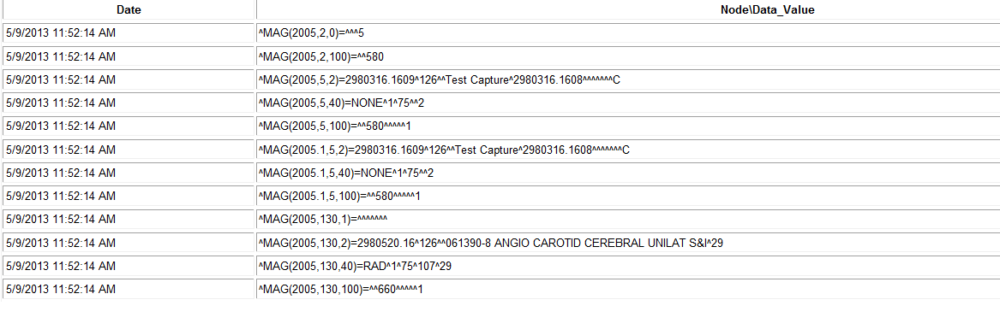 Date Node\Data_Value
5/9/2013 11:52:14 AM ^MAG(2005,2,0)=^^^5
5/9/2013 11:52:14 AM ^MAG(2005,2,100)=^^580
5/9/2013 11:52:14 AM ^MAG(2005,5,2)=2980316.1609^126^^Test Capture^2980316.1608^^^^^^^C
5/9/2013 11:52:14 AM ^MAG(2005,5,40)=NONE^1^75^^2
5/9/2013 11:52:14 AM ^MAG(2005,5,100)=^^580^^^^^1
5/9/2013 11:52:14 AM ^MAG(2005.1,5,2)=2980316.1609^126^^Test Capture^2980316.1608^^^^^^^C
5/9/2013 11:52:14 AM ^MAG(2005.1,5,40)=NONE^1^75^^2
5/9/2013 11:52:14 AM ^MAG(2005.1,5,100)=^^580^^^^^1
5/9/2013 11:52:14 AM ^MAG(2005,130,1)=^^^^^^^
5/9/2013 11:52:14 AM ^MAG(2005,130,2)=2980520.16^126^^061390-8 ANGIO CAROTID CEREBRAL UNILAT S&I^29
5/9/2013 11:52:14 AM ^MAG(2005,130,40)=RAD^1^75^107^29
5/9/2013 11:52:14 AM ^MAG(2005,130,100)=^^660^^^^^1